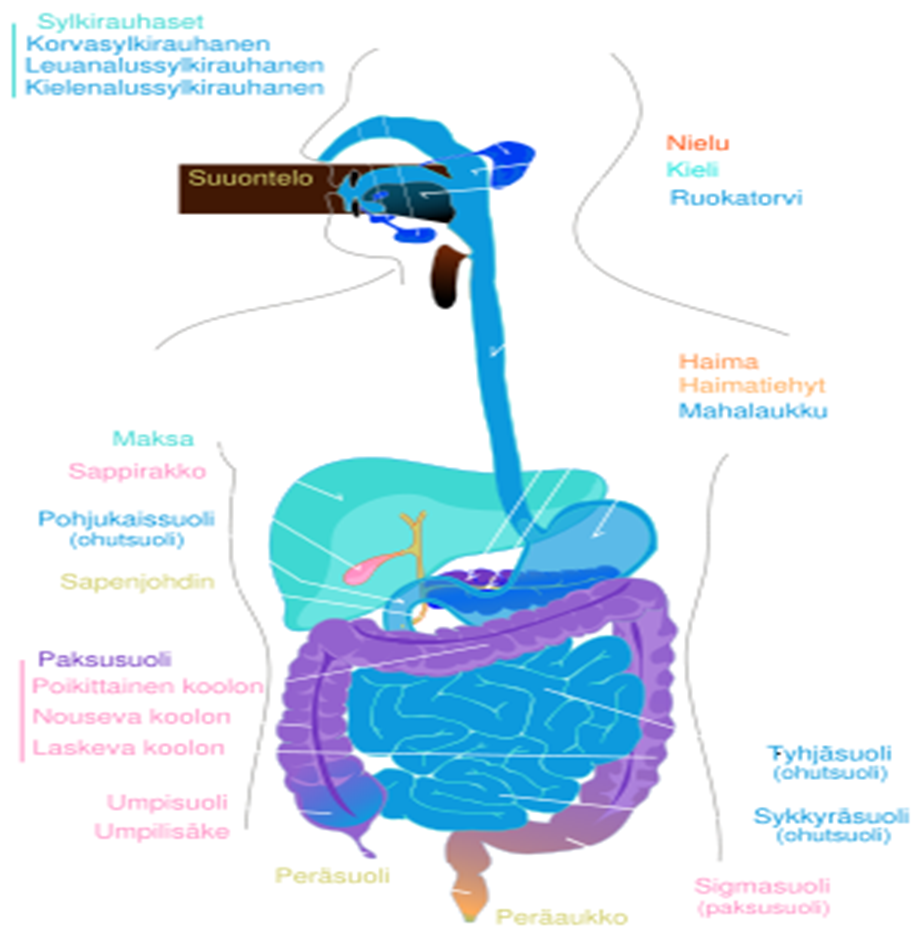 Sylkirauhaset
Korvasylkirauhanen
Leuanalussylkirauhanen
Kielenalussylkirauhanen
Suuontelo
Nielu
Kieli
Ruokatorvi
Haima
Haimatiehyt
Mahalaukku
Maksa
Sappirakko
Pohjukaissuoli
(ohutsuoli)
Sapenjohdin
Paksusuoli
Poikittainen koolon
Nouseva koolon
Laskeva koolon
Umpisuoli
Umpilisäke
Tyhjäsuoli
(ohutsuoli)
Sykkyräsuoli
(ohutsuoli)
Sigmasuoli
(paksusuoli)
Peräsuoli
Peräaukko